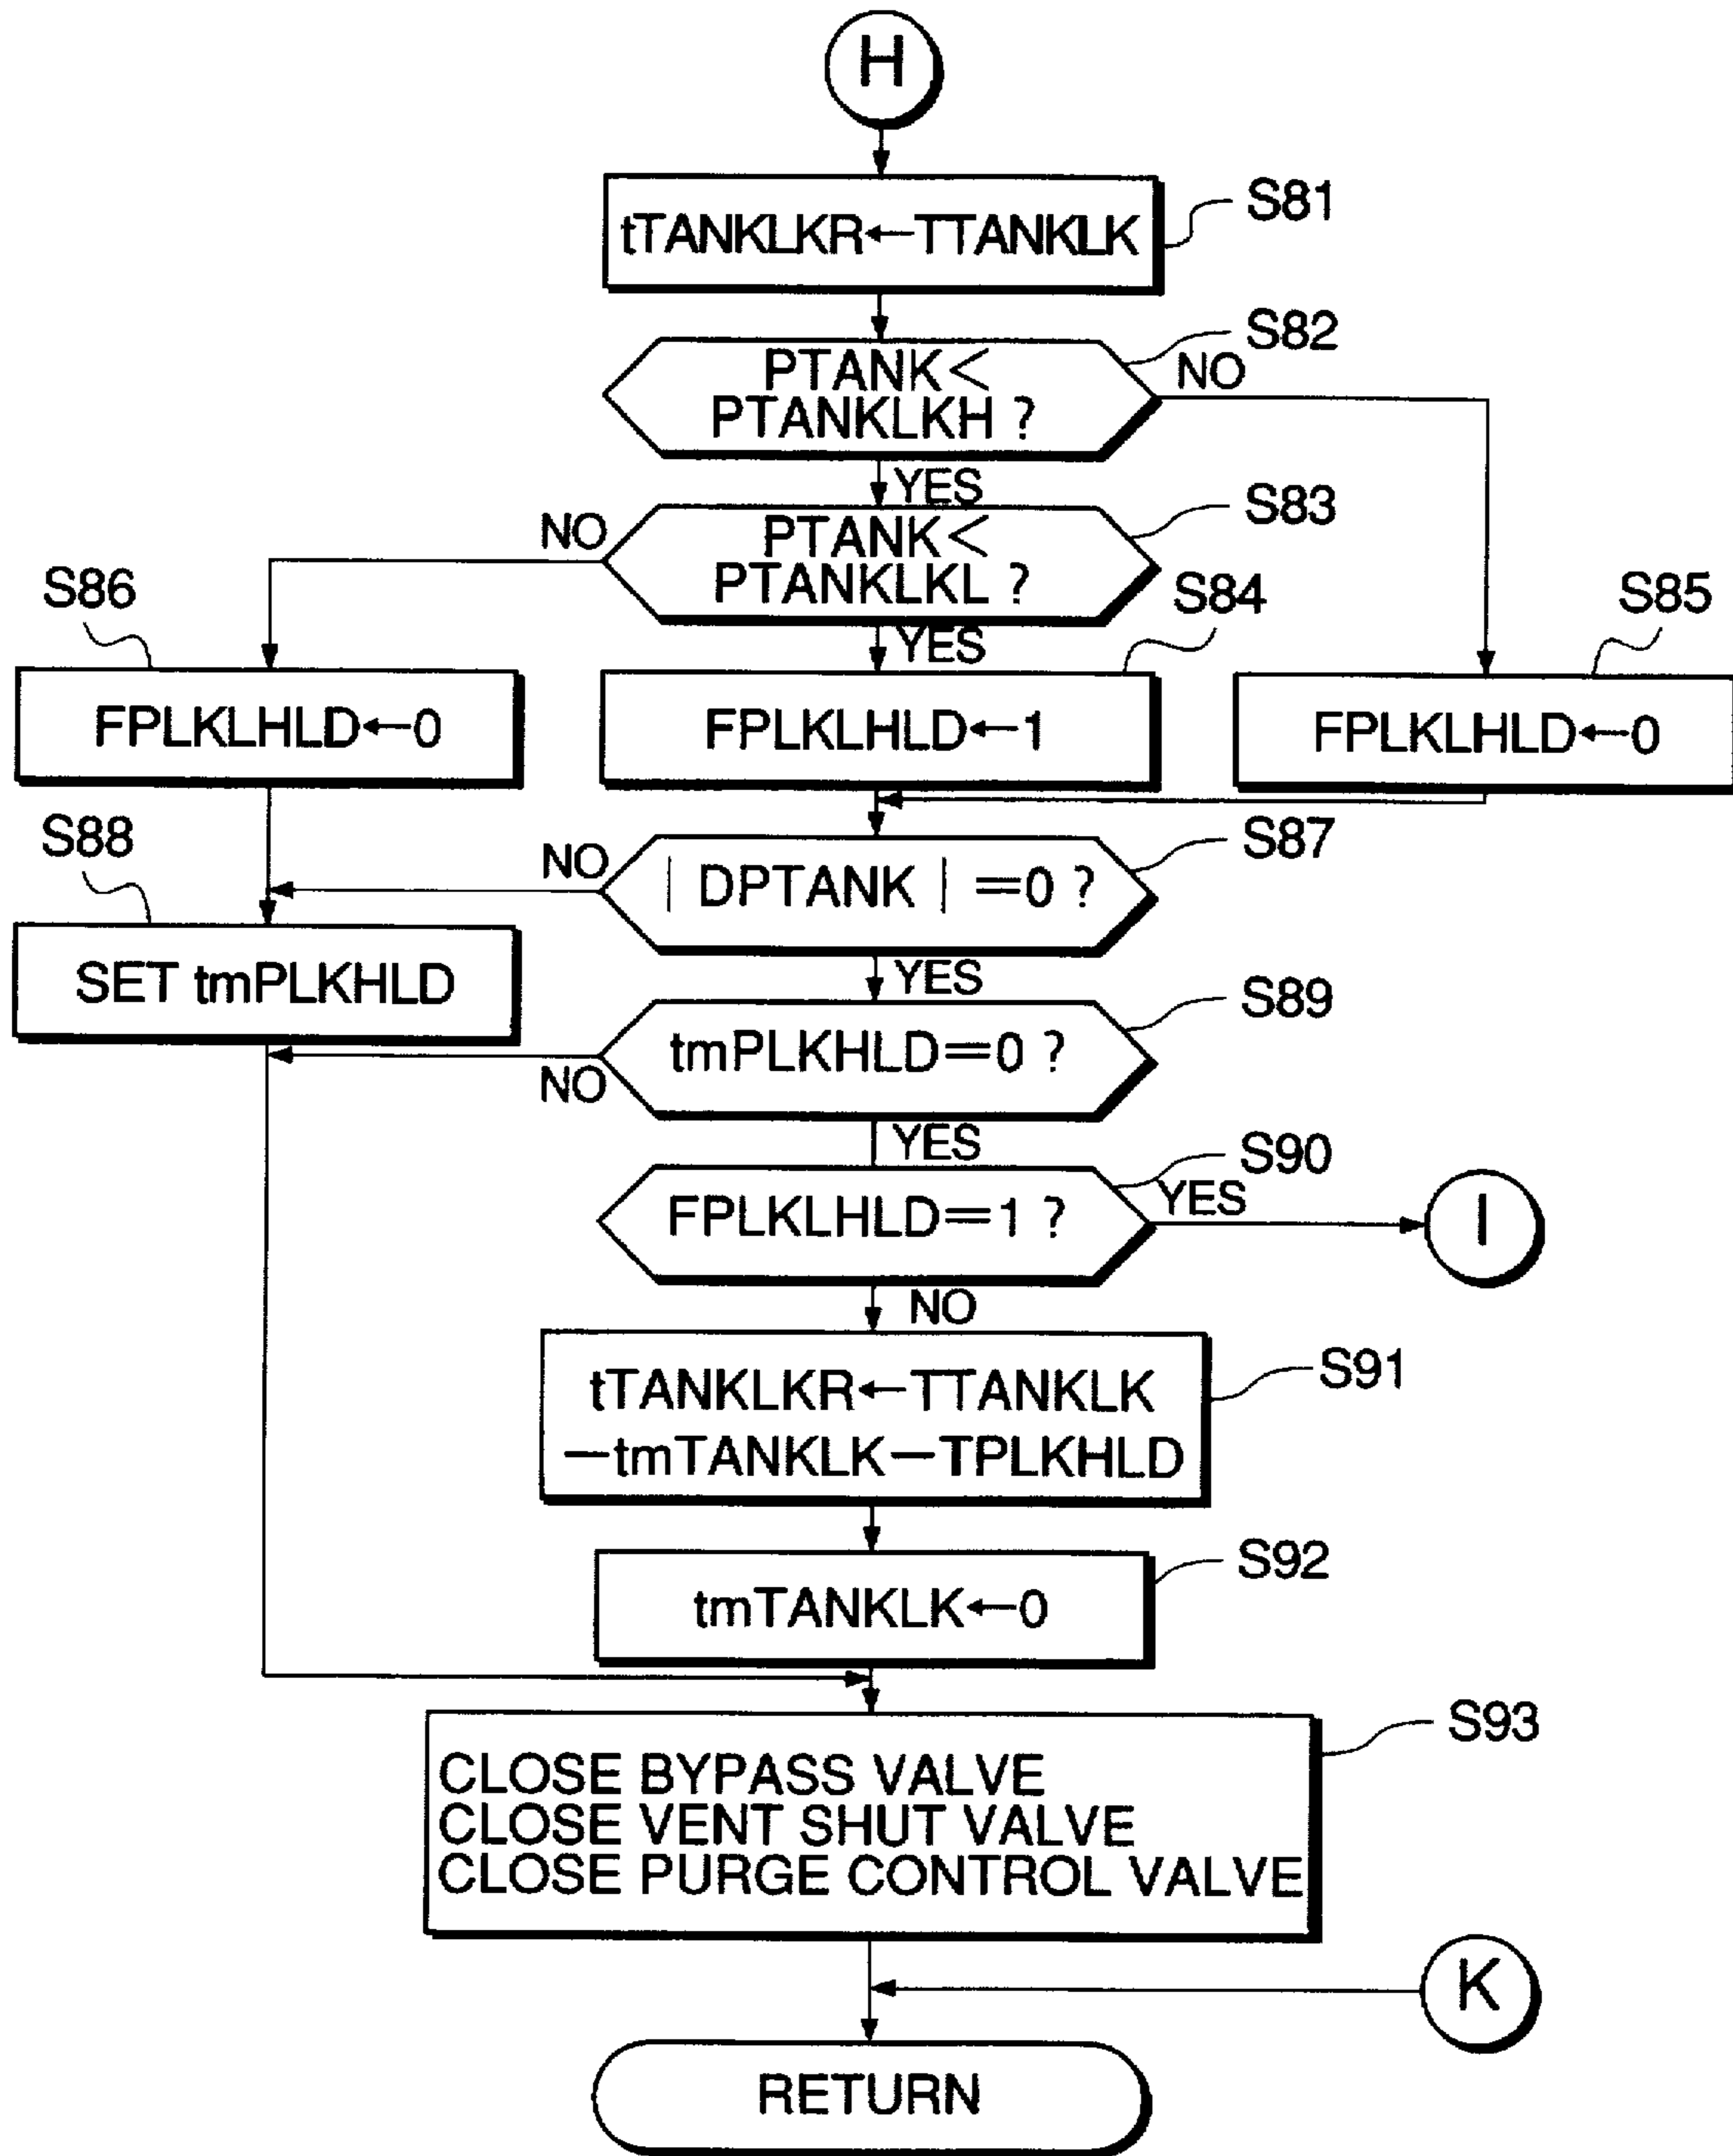 H
tTANKLKR←TTANKLK
S81
PTANK<
PTANKLKH ?
S82
NO
YES
PTANK<
PTANKLKL ?
S83
NO
YES
S86
S84
S85
FPLKLHLD←0
FPLKLHLD←1
FPLKLHLD←0
S88
NO
| DPTANK | =0 ?
S87
SET tmPLKHLD
YES
tmPLKHLD=0 ?
S89
NO
YES
FPLKLHLD=1 ?
S90
YES
I
NO
tTANKLKR←TTANKLK
−tmTANKLK−TPLKHLD
S91
tmTANKLK←0
S92
S93
CLOSE BYPASS VALVE
CLOSE VENT SHUT VALVE
CLOSE PURGE CONTROL VALVE
K
RETURN